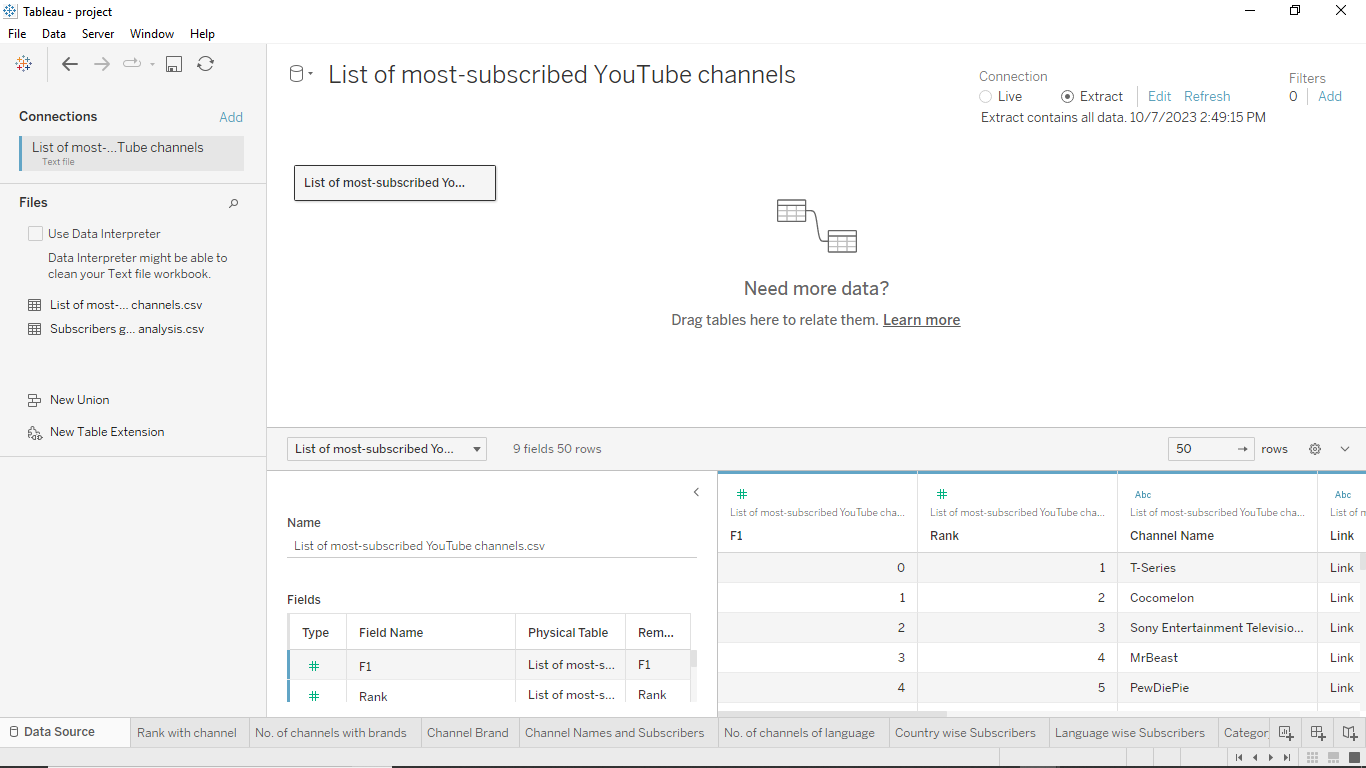 Tableau - project
File Data Server Window Help
List of most-subscribed YouTube channels
Connection
Live Extract Edit Refresh
Extract contains all data. 10/7/2023 2:49:15 PM
Filters
0 Add
Connections Add
List of most-...Tube channels
Text file
Files
Use Data Interpreter
Data Interpreter might be able to
clean your Text file workbook.
List of most-... channels.csv
Subscribers g... analysis.csv
New Union
New Table Extension
List of most-subscribed Yo...
Need more data?
Drag tables here to relate them. Learn more
List of most-subscribed Yo... 9 fields 50 rows 50 rows
Name
List of most-subscribed YouTube channels.csv
Fields
Type Field Name Physical Table Rem...
F1 List of most-s... F1
Rank List of most-s... Rank
Abc Abc
List of most-subscribed YouTube cha... List of most-subscribed YouTube cha... List of most-subscribed YouTube cha... List of m
F1 Rank Channel Name Link
0 1 T-Series Link
1 2 Cocomelon Link
2 3 Sony Entertainment Televisio... Link
3 4 MrBeast Link
4 5 PewDiePie Link
Data Source Rank with channel No. of channels with brands Channel Brand Channel Names and Subscribers No. of channels of language Country wise Subscribers Language wise Subscribers Categor